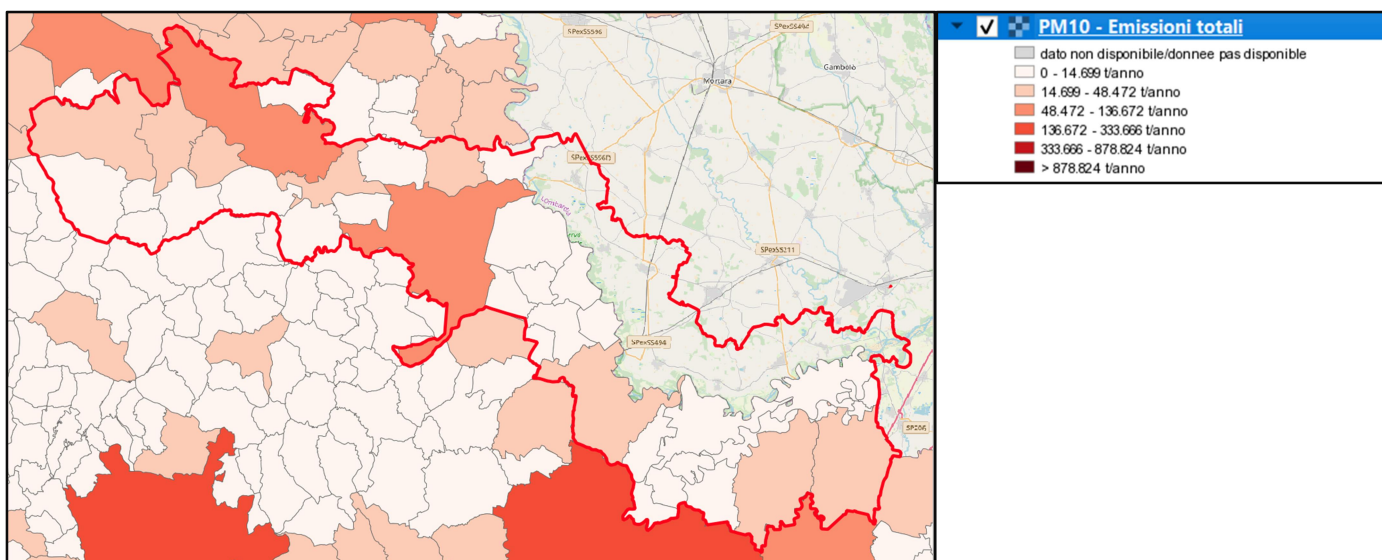 SPexSS596
SPexSS494
Mortara
Gambolò
SPexSS596
Lombardia
SPexSS211
SPexSS494
SP206
PM10 - Emissioni totali
dato non disponibile/donnee pas disponible
0 - 14.699 t/anno
14.699 - 48.472 t/anno
48.472 - 136.672 t/anno
136.672 - 333.666 t/anno
333.666 - 878.824 t/anno
> 878.824 t/anno